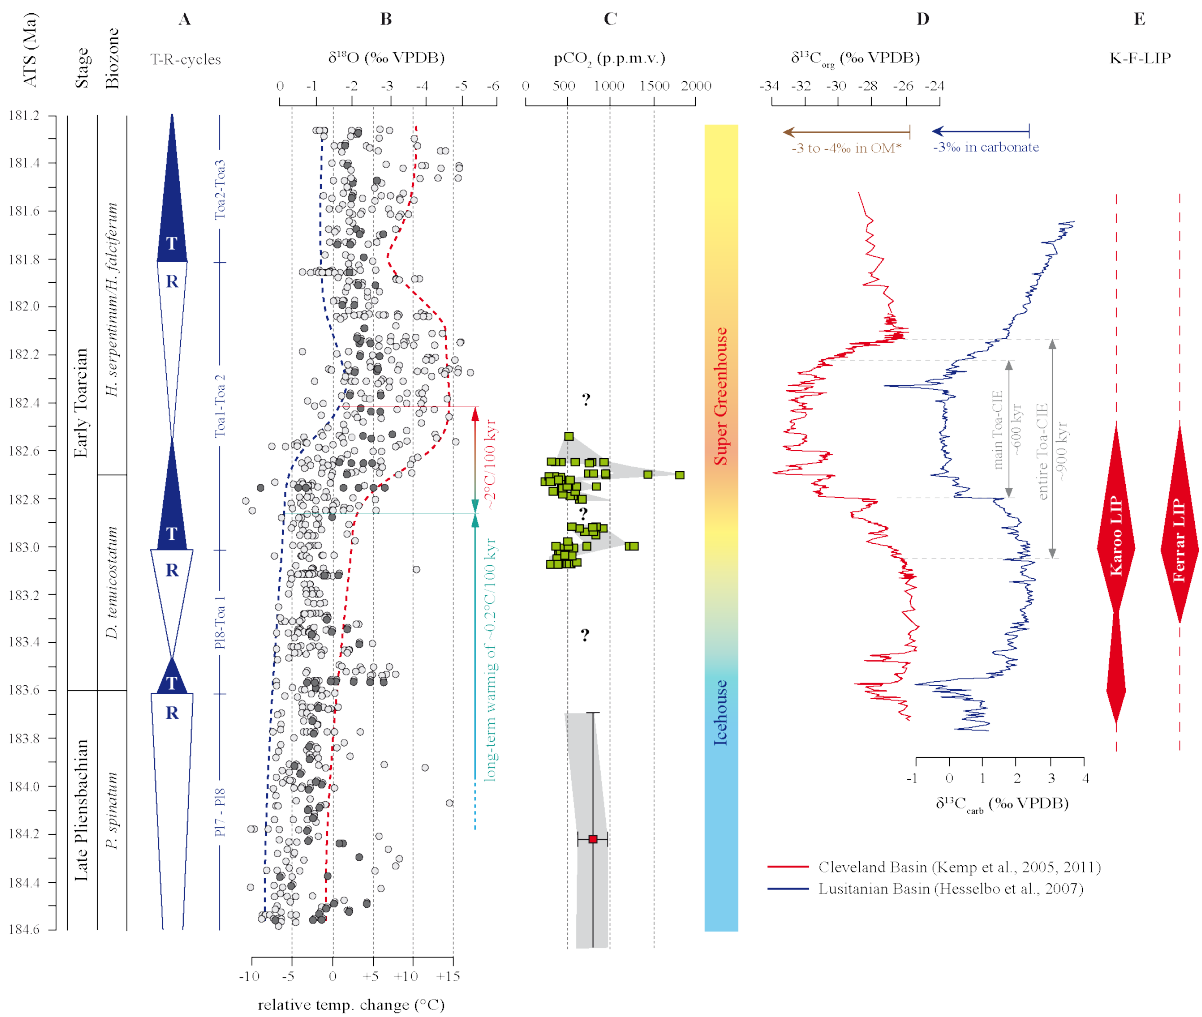 A B C D E
ATS (Ma)
Stage
Biozone
T-R-cycles
δ¹⁸O (‰ VPDB)
pCO₂ (p.p.m.v.)
δ¹³C_org (‰ VPDB)
K-F-LIP
0 -1 -2 -3 -4 -5 -6
0 500 1000 1500 2000
-34 -32 -30 -28 -26 -24
181.2
181.4
181.6
181.8
182.0
182.2
182.4
182.6
182.8
183.0
183.2
183.4
183.6
183.8
184.0
184.2
184.4
184.6
Early Toarcian
Late Pliensbachian
H. serpentinum/H. falciferum
D. tenuicostatum
P. spinatum
T
R
T
R
T
R
Toa2-Toa3
Toa1-Toa 2
Pl8-Toa 1
Pl7 - Pl8
~2°C/100 kyr
long-term warmig of ~0.2°C/100 kyr
?
?
?
Super Greenhouse
Icehouse
-3 to -4‰ in OM*
-3‰ in carbonate
main Toa-CIE
~600 kyr
entire Toa-CIE
~900 kyr
Karoo LIP
Ferrar LIP
-10 -5 0 +5 +10 +15
relative temp. change (°C)
-1 0 1 2 3 4
δ¹³C_carb (‰ VPDB)
Cleveland Basin (Kemp et al., 2005, 2011)
Lusitanian Basin (Hesselbo et al., 2007)